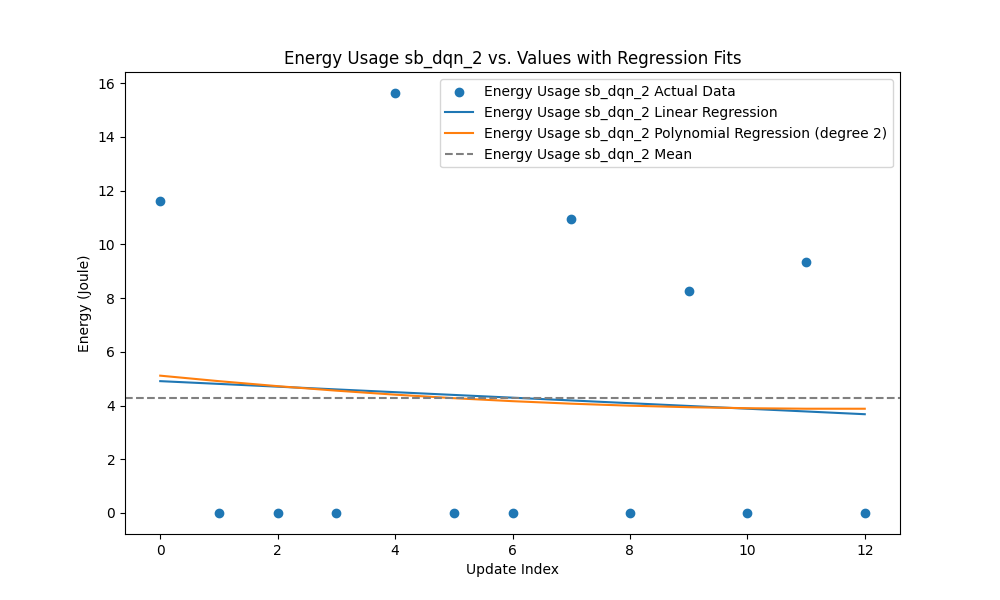 Energy Usage sb_dqn_2 vs. Values with Regression Fits
Energy Usage sb_dqn_2 Actual Data
Energy Usage sb_dqn_2 Linear Regression
Energy Usage sb_dqn_2 Polynomial Regression (degree 2)
Energy Usage sb_dqn_2 Mean
Energy (Joule)
16
14
12
10
8
6
4
2
0
0 2 4 6 8 10 12
Update Index